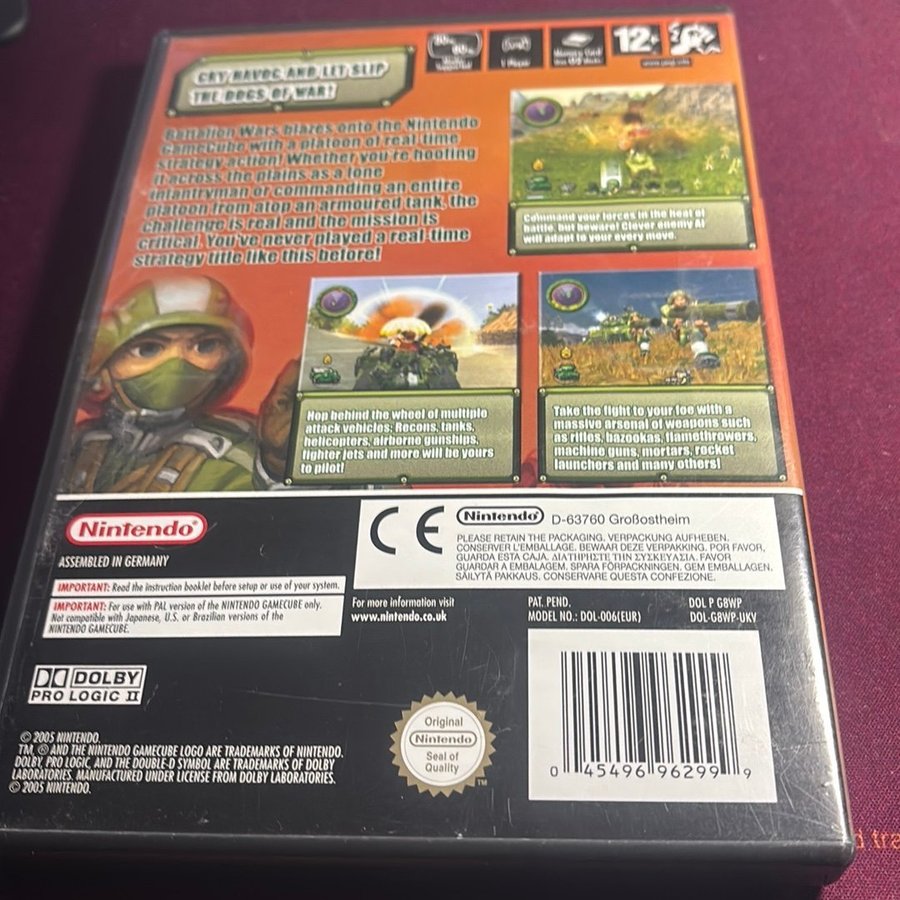 CRY HAVOC AND LET SLIP
THE DOGS OF WAR!
60Hz
Supported
1 Player
Memory Card
12+
www.pegi.info
Battalion Wars blazes onto the Nintendo
GameCube with a platoon of real-time
strategy action! Whether you're hoofing
it across the plains as a lone
infantryman or commanding an entire
platoon from atop an armoured tank, the
challenge is real and the mission is
critical. You've never played a real-time
strategy title like this before!
Command your forces in the heat of
battle, but beware! Clever enemy AI
will adapt to your every move.
Hop behind the wheel of multiple
attack vehicles: Recons, tanks,
helicopters, airborne gunships,
fighter jets and more will be yours
to pilot!
Take the fight to your foe with a
massive arsenal of weapons such
as rifles, bazookas, flamethrowers,
machine guns, mortars, rocket
launchers and many others!
Nintendo®
ASSEMBLED IN GERMANY
IMPORTANT: Read the instruction booklet before setup or use of your system.
IMPORTANT: For use with PAL version of the NINTENDO GAMECUBE only.
Not compatible with Japanese, U.S. or Brazilian versions of the
NINTENDO GAMECUBE.
CE
Nintendo® D-63760 Großostheim
PLEASE RETAIN THE PACKAGING. VERPACKUNG AUFHEBEN.
CONSERVER L'EMBALLAGE. BEWAAR DEZE VERPAKKING. POR FAVOR,
GUARDA ESTA CAJA. ΔΙΑΤΗΡΗΣΤΕ ΤΗΝ ΣΥΣΚΕΥΑΣΙΑ. FAVOR
GUARDAR A EMBALAGEM. SPARA FÖRPACKNINGEN. GEM EMBALLAGEN.
SÄILYTÄ PAKKAUS. CONSERVARE QUESTA CONFEZIONE.
For more information visit
www.nintendo.co.uk
PAT. PEND.
MODEL NO.: DOL-006(EUR)
DOL P G8WP
DOL-G8WP-UKV
DOLBY
PRO LOGIC II
© 2005 NINTENDO.
TM, ® AND THE NINTENDO GAMECUBE LOGO ARE TRADEMARKS OF NINTENDO.
DOLBY, PRO LOGIC, AND THE DOUBLE-D SYMBOL ARE TRADEMARKS OF DOLBY
LABORATORIES. MANUFACTURED UNDER LICENSE FROM DOLBY LABORATORIES.
© 2005 NINTENDO.
Original
Nintendo
Seal of
Quality
TM
0 45496 96299 9